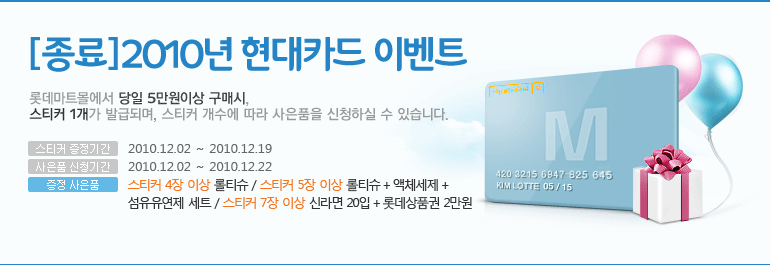 [종료]2010년 현대카드 이벤트
롯데마트몰에서 당일 5만원이상 구매시,
스티커 1개가 발급되며, 스티커 개수에 따라 사은품을 신청하실 수 있습니다.
스티커 증정기간 2010.12.02 ~ 2010.12.19
사은품 신청기간 2010.12.02 ~ 2010.12.22
증정 사은품 스티커 4장 이상 롤티슈 / 스티커 5장 이상 롤티슈 + 액체세제 +
섬유유연제 세트 / 스티커 7장 이상 신라면 20입 + 롯데상품권 2만원
M
420 3215 6947 825 645
KIM LOTTE 05 / 15